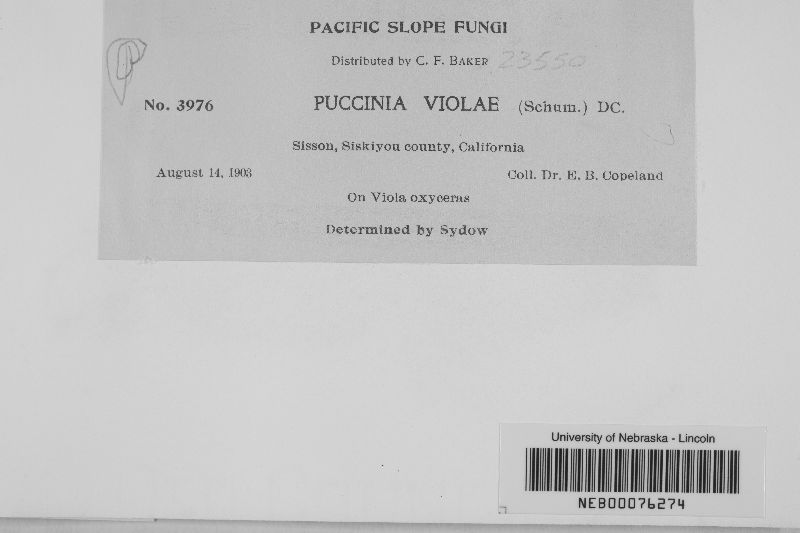 PACIFIC SLOPE FUNGI
Distributed by C. F. BAKER 23550
No. 3976 PUCCINIA VIOLAE (Schum.) DC.
Sisson, Siskiyou county, California
August 14, 1903 Coll. Dr. E. B. Copeland
On Viola oxyceras
Determined by Sydow
University of Nebraska - Lincoln
NEB00076274